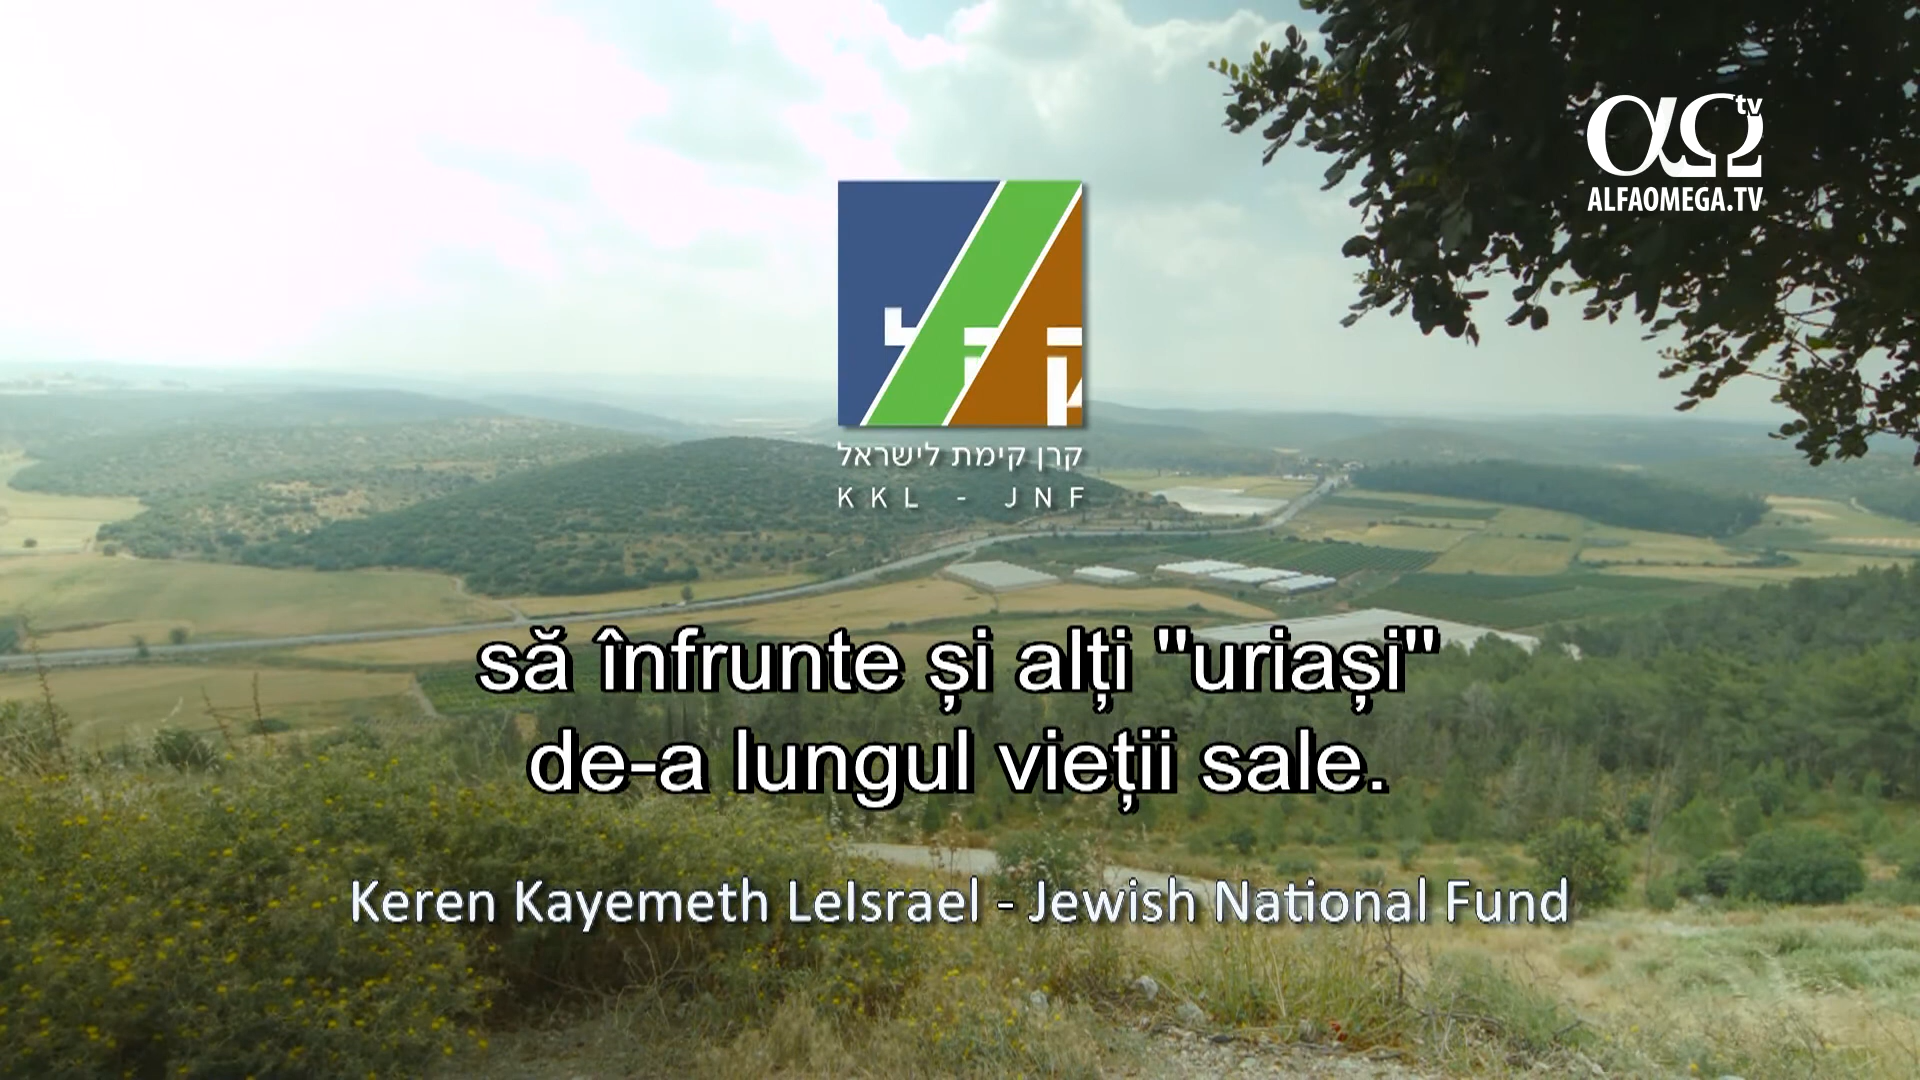 tv
αΩ
ALFAOMEGA.TV
קכל
קרן קימת לישראל
KKL - JNF
să înfrunte și alți "uriași"
de-a lungul vieții sale.
Keren Kayemeth LeIsrael - Jewish National Fund